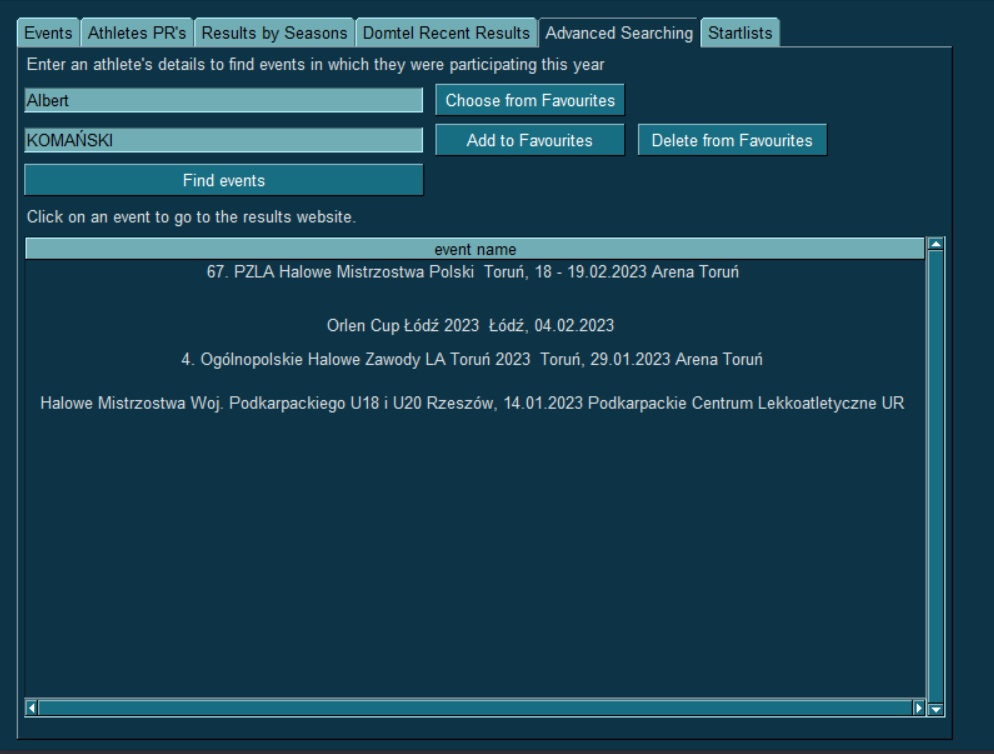 Events Athletes PR's Results by Seasons Domtel Recent Results Advanced Searching Startlists
Enter an athlete's details to find events in which they were participating this year
Albert Choose from Favourites
KOMAŃSKI Add to Favourites Delete from Favourites
Find events
Click on an event to go to the results website.
event name
67. PZLA Halowe Mistrzostwa Polski  Toruń, 18 - 19.02.2023 Arena Toruń
Orlen Cup Łódź 2023  Łódź, 04.02.2023
4. Ogólnopolskie Halowe Zawody LA Toruń 2023  Toruń, 29.01.2023 Arena Toruń
Halowe Mistrzostwa Woj. Podkarpackiego U18 i U20 Rzeszów, 14.01.2023 Podkarpackie Centrum Lekkoatletyczne UR